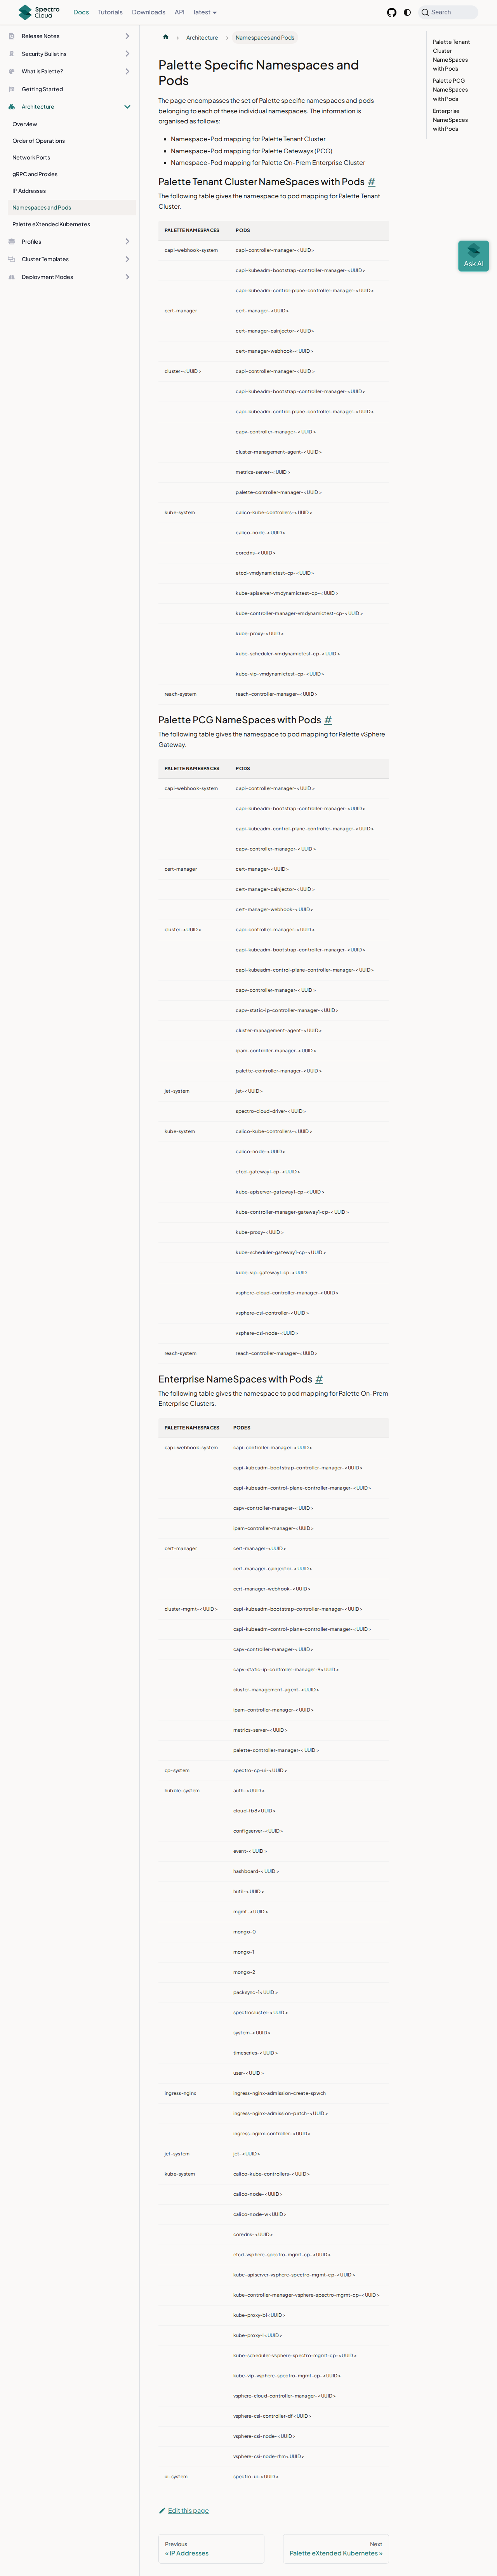 Spectro Cloud
Docs
Tutorials
Downloads
API
latest
Search
Release Notes
Security Bulletins
What is Palette?
Getting Started
Architecture
Overview
Order of Operations
Network Ports
gRPC and Proxies
IP Addresses
Namespaces and Pods
Palette eXtended Kubernetes
Profiles
Cluster Templates
Deployment Modes
Architecture
Namespaces and Pods
Palette Specific Namespaces and Pods
The page encompasses the set of Palette specific namespaces and pods belonging to each of these individual namespaces. The information is organised as follows:
Namespace-Pod mapping for Palette Tenant Cluster
Namespace-Pod mapping for Palette Gateways (PCG)
Namespace-Pod mapping for Palette On-Prem Enterprise Cluster
Palette Tenant Cluster NameSpaces with Pods #
The following table gives the namespace to pod mapping for Palette Tenant Cluster.
PALETTE NAMESPACES PODS
capi-webhook-system capi-controller-manager-< UUID>
capi-kubeadm-bootstrap-controller-manager-<UUID >
capi-kubeadm-control-plane-controller-manager-< UUID >
cert-manager cert-manager-< UUID >
cert-manager-cainjector-< UUID>
cert-manager-webhook-< UUID >
cluster-< UUID > capi-controller-manager-< UUID >
capi-kubeadm-bootstrap-controller-manager-< UUID >
capi-kubeadm-control-plane-controller-manager-< UUID >
capv-controller-manager-< UUID >
cluster-management-agent-< UUID >
metrics-server-< UUID >
palette-controller-manager-< UUID >
kube-system calico-kube-controllers-< UUID >
calico-node-< UUID >
coredns-< UUID >
etcd-vmdynamictest-cp-< UUID >
kube-apiserver-vmdynamictest-cp-< UUID >
kube-controller-manager-vmdynamictest-cp-< UUID >
kube-proxy-< UUID >
kube-scheduler-vmdynamictest-cp-< UUID >
kube-vip-vmdynamictest-cp-< UUID >
reach-system reach-controller-manager-< UUID >
Palette PCG NameSpaces with Pods #
The following table gives the namespace to pod mapping for Palette vSphere Gateway.
PALETTE NAMESPACES PODS
capi-webhook-system capi-controller-manager-< UUID >
capi-kubeadm-bootstrap-controller-manager-< UUID >
capi-kubeadm-control-plane-controller-manager-< UUID >
capv-controller-manager-< UUID >
cert-manager cert-manager-< UUID >
cert-manager-cainjector-< UUID >
cert-manager-webhook-< UUID >
cluster-< UUID > capi-controller-manager-< UUID >
capi-kubeadm-bootstrap-controller-manager-< UUID >
capi-kubeadm-control-plane-controller-manager-< UUID >
capv-controller-manager-< UUID >
capv-static-ip-controller-manager-< UUID >
cluster-management-agent-< UUID >
ipam-controller-manager-< UUID >
palette-controller-manager-< UUID >
jet-system jet-< UUID >
spectro-cloud-driver-< UUID >
kube-system calico-kube-controllers-< UUID >
calico-node-< UUID >
etcd-gateway1-cp-< UUID >
kube-apiserver-gateway1-cp-< UUID >
kube-controller-manager-gateway1-cp-< UUID >
kube-proxy-< UUID >
kube-scheduler-gateway1-cp-< UUID >
kube-vip-gateway1-cp-< UUID
vsphere-cloud-controller-manager-< UUID >
vsphere-csi-controller-< UUID >
vsphere-csi-node-< UUID >
reach-system reach-controller-manager-< UUID >
Enterprise NameSpaces with Pods #
The following table gives the namespace to pod mapping for Palette On-Prem Enterprise Clusters.
PALETTE NAMESPACES PODES
capi-webhook-system capi-controller-manager-< UUID >
capi-kubeadm-bootstrap-controller-manager-< UUID >
capi-kubeadm-control-plane-controller-manager-< UUID >
capv-controller-manager-< UUID >
ipam-controller-manager-< UUID >
cert-manager cert-manager-< UUID >
cert-manager-cainjector-< UUID >
cert-manager-webhook-< UUID >
cluster-mgmt-< UUID > capi-kubeadm-bootstrap-controller-manager-< UUID >
capi-kubeadm-control-plane-controller-manager-< UUID >
capv-controller-manager-< UUID >
capv-static-ip-controller-manager-9< UUID >
cluster-management-agent-< UUID >
ipam-controller-manager-< UUID >
metrics-server-< UUID >
palette-controller-manager-< UUID >
cp-system spectro-cp-ui-< UUID >
hubble-system auth-< UUID >
cloud-fb8< UUID >
configserver-< UUID >
event-< UUID >
hashboard-< UUID >
hutil-< UUID >
mgmt-< UUID >
mongo-0
mongo-1
mongo-2
packsync-1< UUID >
spectrocluster-< UUID >
system-< UUID >
timeseries-< UUID >
user-< UUID >
ingress-nginx ingress-nginx-admission-create-spwch
ingress-nginx-admission-patch-< UUID >
ingress-nginx-controller-< UUID >
jet-system jet-< UUID >
kube-system calico-kube-controllers-< UUID >
calico-node-< UUID >
calico-node-w< UUID >
coredns-< UUID >
etcd-vsphere-spectro-mgmt-cp-< UUID >
kube-apiserver-vsphere-spectro-mgmt-cp-< UUID >
kube-controller-manager-vsphere-spectro-mgmt-cp-< UUID >
kube-proxy-bl< UUID >
kube-proxy-l< UUID >
kube-scheduler-vsphere-spectro-mgmt-cp-< UUID >
kube-vip-vsphere-spectro-mgmt-cp-< UUID >
vsphere-cloud-controller-manager-< UUID >
vsphere-csi-controller-df< UUID >
vsphere-csi-node-< UUID >
vsphere-csi-node-rhm< UUID >
ui-system spectro-ui-< UUID <
Edit this page
Previous
« IP Addresses
Next
Palette eXtended Kubernetes »
Palette Tenant Cluster NameSpaces with Pods
Palette PCG NameSpaces with Pods
Enterprise NameSpaces with Pods
Ask AI